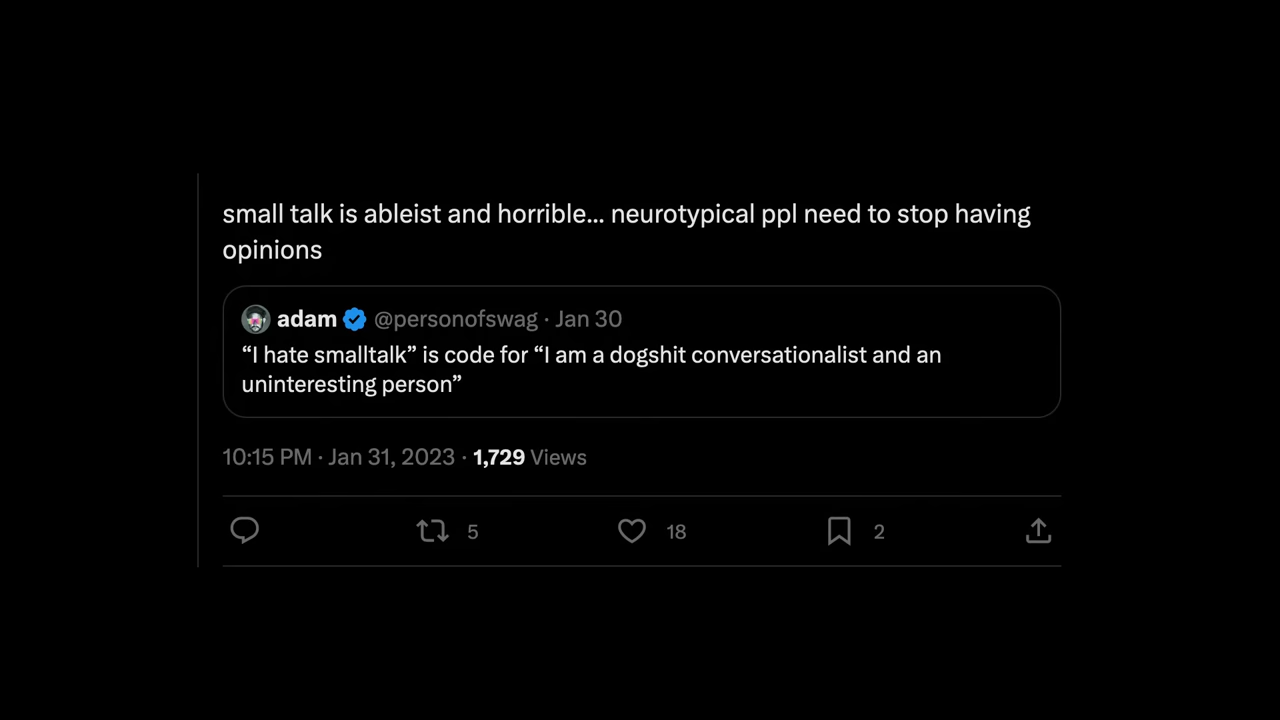 small talk is ableist and horrible... neurotypical ppl need to stop having
opinions
adam @personofswag · Jan 30
“I hate smalltalk” is code for “I am a dogshit conversationalist and an
uninteresting person”
10:15 PM · Jan 31, 2023 · 1,729 Views
5 18 2